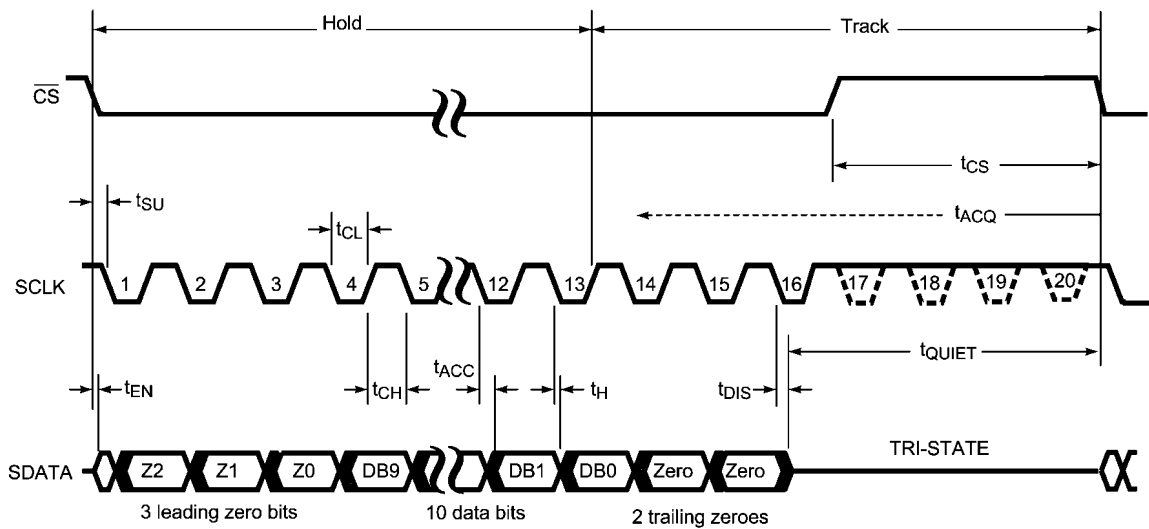 Hold
Track
CS
tCS
tSU
tACQ
tCL
SCLK
1 2 3 4 5 12 13 14 15 16 17 18 19 20
tQUIET
tEN
tCH
tACC
tH
tDIS
SDATA
Z2 Z1 Z0 DB9 DB1 DB0 Zero Zero
TRI-STATE
3 leading zero bits
10 data bits
2 trailing zeroes